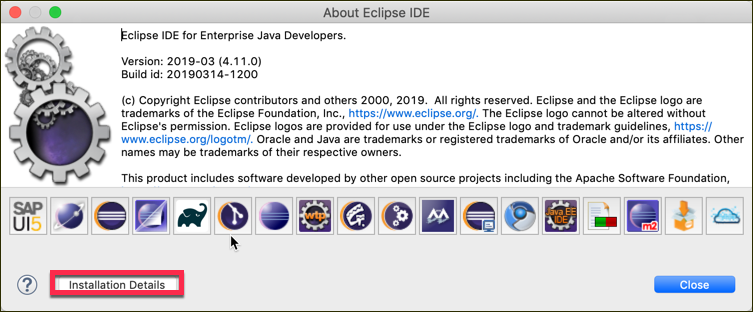 About Eclipse IDE
Eclipse IDE for Enterprise Java Developers.
Version: 2019-03 (4.11.0)
Build id: 20190314-1200
(c) Copyright Eclipse contributors and others 2000, 2019.  All rights reserved. Eclipse and the Eclipse logo are
trademarks of the Eclipse Foundation, Inc., https://www.eclipse.org/. The Eclipse logo cannot be altered without
Eclipse's permission. Eclipse logos are provided for use under the Eclipse logo and trademark guidelines, https://
www.eclipse.org/logotm/. Oracle and Java are trademarks or registered trademarks of Oracle and/or its affiliates. Other
names may be trademarks of their respective owners.
This product includes software developed by other open source projects including the Apache Software Foundation,
SAP
UI5
wtp
Java EE
IDE
m2
?
Installation Details
Close